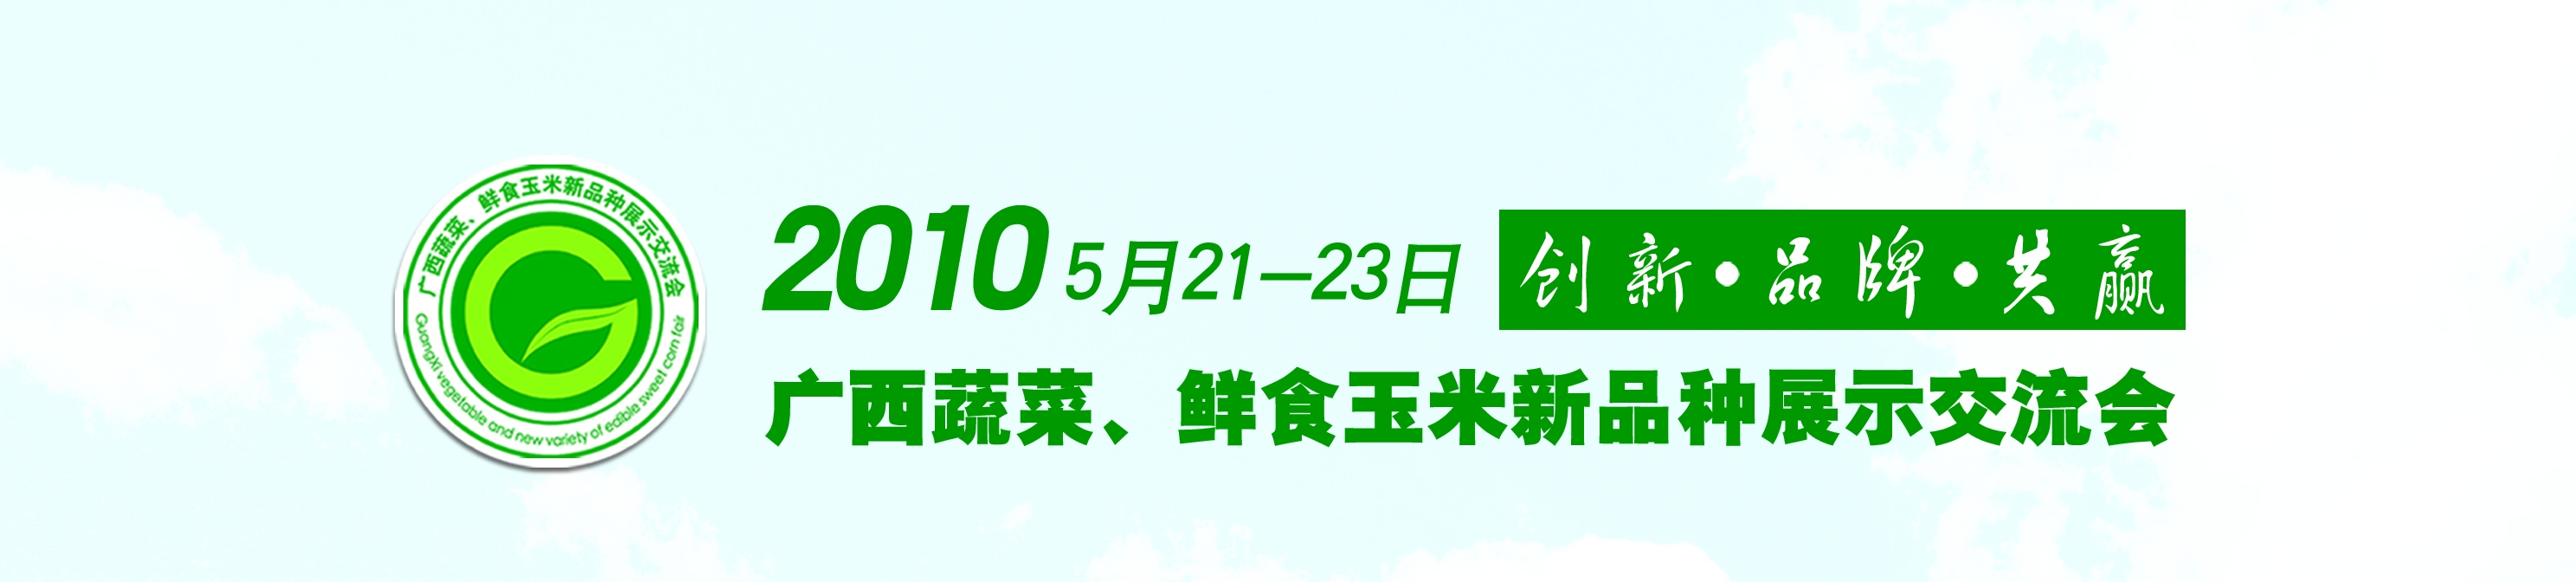 广西蔬菜、鲜食玉米新品种展示交流会
GuangXi vegetable and new variety of edible sweet corn fair
2010 5月21—23日 创新·品牌·共赢
广西蔬菜、鲜食玉米新品种展示交流会